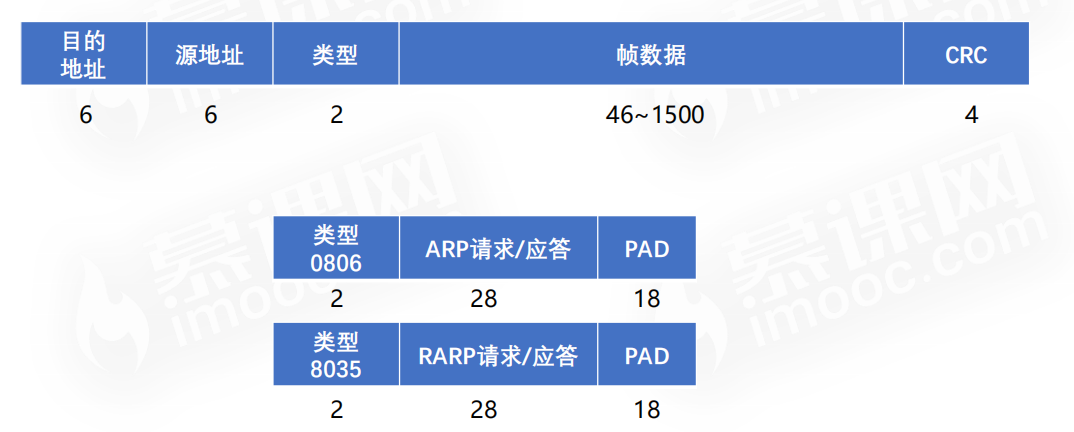 目的
地址
源地址
类型
帧数据
CRC
6
6
2
46~1500
4
类型
0806
ARP请求/应答
PAD
2
28
18
类型
8035
RARP请求/应答
PAD
2
28
18
慕课网
imooc.com
慕课网
imooc.com